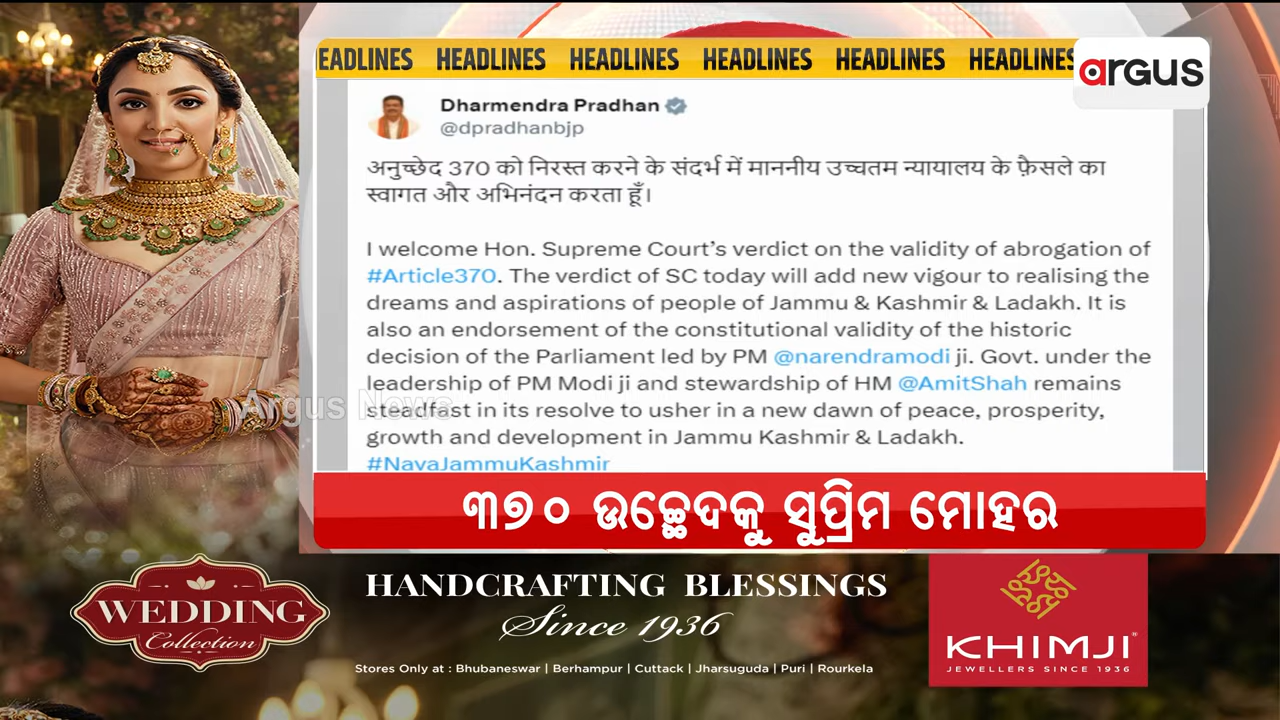 EADLINES HEADLINES HEADLINES HEADLINES HEADLINES HEADLINES
argus
Dharmendra Pradhan
@dpradhanbjp
अनुच्छेद 370 को निरस्त करने के संदर्भ में माननीय उच्चतम न्यायालय के फ़ैसले का
स्वागत और अभिनंदन करता हूँ।
I welcome Hon. Supreme Court's verdict on the validity of abrogation of
#Article370. The verdict of SC today will add new vigour to realising the
dreams and aspirations of people of Jammu & Kashmir & Ladakh. It is
also an endorsement of the constitutional validity of the historic
decision of the Parliament led by PM @narendramodi ji. Govt. under the
leadership of PM Modi ji and stewardship of HM @AmitShah remains
Argus News
steadfast in its resolve to usher in a new dawn of peace, prosperity,
growth and development in Jammu Kashmir & Ladakh.
#NavaJammuKashmir
୩୭୦ ଉଚ୍ଛେଦକୁ ସୁପ୍ରିମ ମୋହର
WEDDING
Collection
HANDCRAFTING BLESSINGS
Since 1936
Stores Only at : Bhubaneswar | Berhampur | Cuttack | Jharsuguda | Puri | Rourkela
KHIMJI®
JEWELLERS SINCE 1936